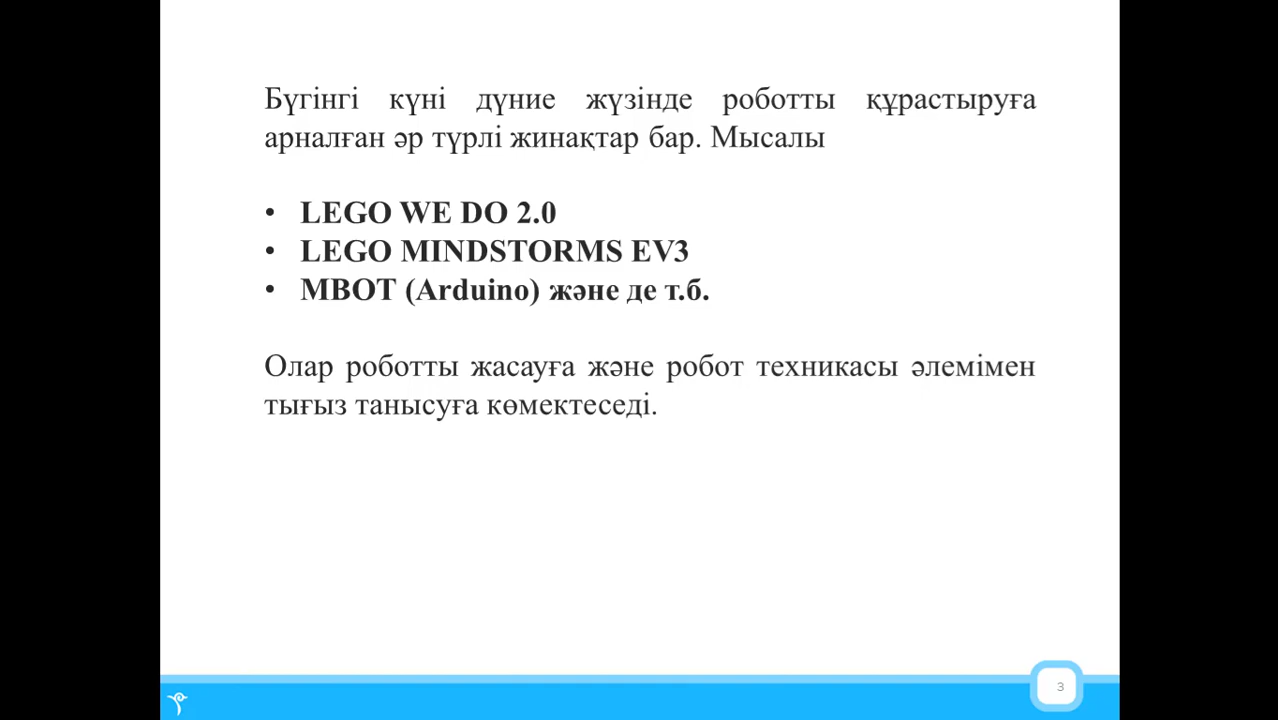 Бүгінгі күні дүние жүзінде роботты құрастыруға
арналған әр түрлі жинақтар бар. Мысалы
• LEGO WE DO 2.0
• LEGO MINDSTORMS EV3
• MBOT (Arduino) және де т.б.
Олар роботты жасауға және робот техникасы әлемімен
тығыз танысуға көмектеседі.
3